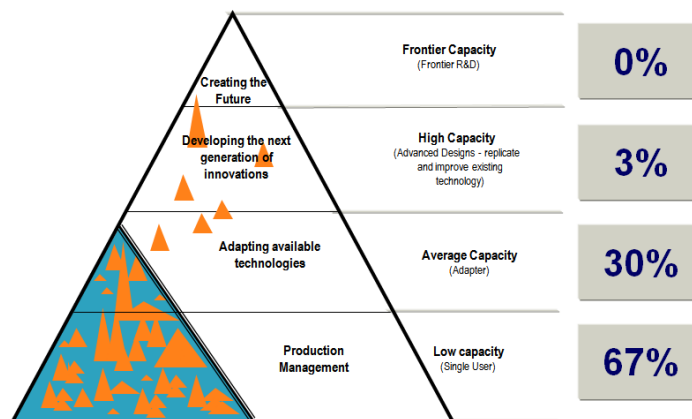 Creating the
Future
Frontier Capacity
(Frontier R&D)
0%
Developing the next
generation of
innovations
High Capacity
(Advanced Designs - replicate
and improve existing
technology)
3%
Adapting available
technologies
Average Capacity
(Adapter)
30%
Production
Management
Low capacity
(Single User)
67%